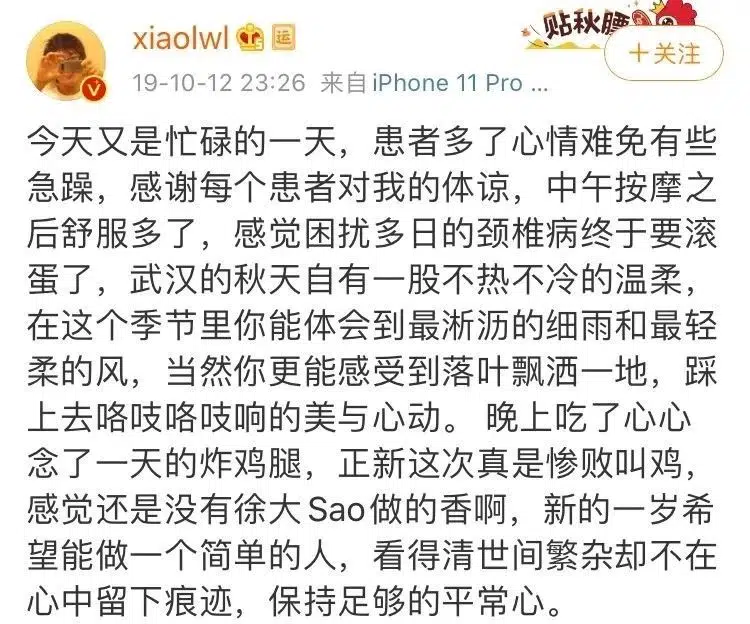 贴秋膘
xiaolwl 运
19-10-12 23:26 来自 iPhone 11 Pro ...
+关注
今天又是忙碌的一天，患者多了心情难免有些
急躁，感谢每个患者对我的体谅，中午按摩之
后舒服多了，感觉困扰多日的颈椎病终于要滚
蛋了，武汉的秋天自有一股不热不冷的温柔，
在这个季节里你能体会到最淅沥的细雨和最轻
柔的风，当然你更能感受到落叶飘洒一地，踩
上去咯吱咯吱响的美与心动。 晚上吃了心心
念了一天的炸鸡腿，正新这次真是惨败叫鸡，
感觉还是没有徐大Sao做的香啊，新的一岁希
望能做一个简单的人，看得清世间繁杂却不在
心中留下痕迹，保持足够的平常心。